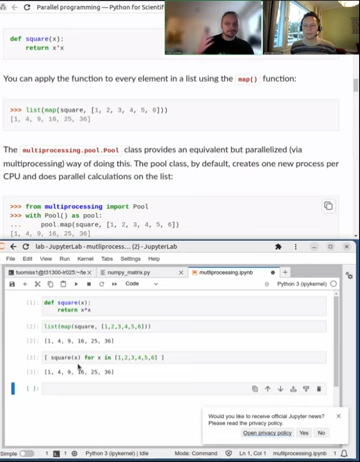 Parallel programming — Python for Scientif
def square(x):
return x*x
You can apply the function to every element in a list using the map() function:
>>> list(map(square, [1, 2, 3, 4, 5, 6]))
[1, 4, 9, 16, 25, 36]
The multiprocessing.pool.Pool class provides an equivalent but parallelized (via
multiprocessing) way of doing this. The pool class, by default, creates one new process per
CPU and does parallel calculations on the list:
>>> from multiprocessing import Pool
>>> with Pool() as pool:
... pool.map(square, [1, 2, 3, 4, 5, 6])
[1, 4, 9, 16, 25, 36]
lab - JupyterLab
mutliprocess... (2) - JupyterLab
File Edit View Run Kernel Tabs Settings Help
numpy_matrix.py
mutliprocessing.ipynb
Code
Python 3 (ipykernel)
[1]: def square(x):
return x*x
[2]: list(map(square, [1,2,3,4,5,6]))
[2]: [1, 4, 9, 16, 25, 36]
[3]: [ square(x) for x in [1,2,3,4,5,6] ]
[3]: [1, 4, 9, 16, 25, 36]
[ ]:
Would you like to receive official Jupyter news?
Please read the privacy policy.
Open privacy policy Yes No
Simple
Python 3 (ipykernel) | Idle
Mode: Command
Ln 1, Col 1
mutliprocessing.ipynb